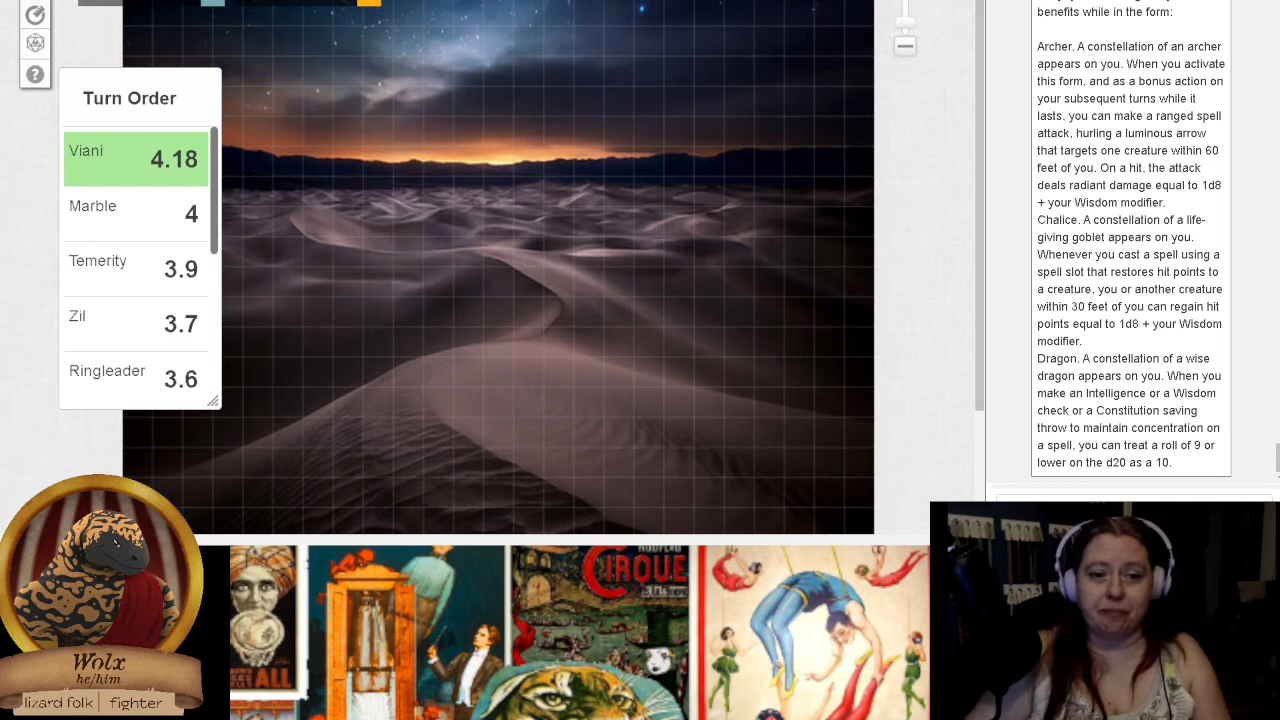 benefits while in the form:
Archer. A constellation of an archer
appears on you. When you activate
this form, and as a bonus action on
your subsequent turns while it
lasts, you can make a ranged spell
attack, hurling a luminous arrow
that targets one creature within 60
feet of you. On a hit, the attack
deals radiant damage equal to 1d8
+ your Wisdom modifier.
Chalice. A constellation of a life-
giving goblet appears on you.
Whenever you cast a spell using a
spell slot that restores hit points to
a creature, you or another creature
within 30 feet of you can regain hit
points equal to 1d8 + your Wisdom
modifier.
Dragon. A constellation of a wise
dragon appears on you. When you
make an Intelligence or a Wisdom
check or a Constitution saving
throw to maintain concentration on
a spell, you can treat a roll of 9 or
lower on the d20 as a 10.
Turn Order
Viani 4.18
Marble 4
Temerity 3.9
Zil 3.7
Ringleader 3.6
Wolx
he/him
lizard folk fighter
ALL
NOUVEAU
CIRQUE